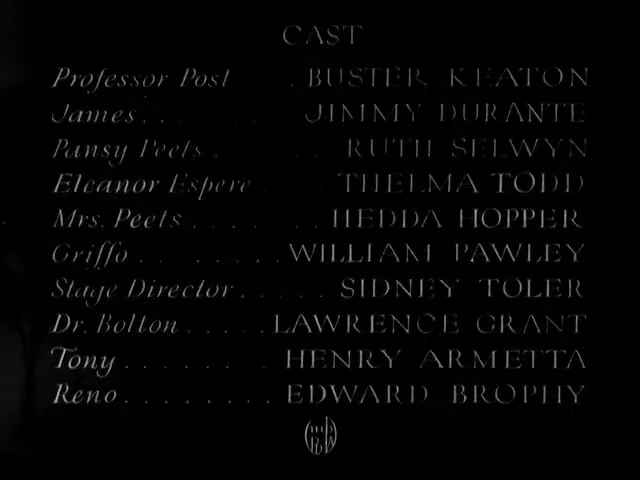 CAST
Professor Post . BUSTER KEATON
James . . . . . . JIMMY DURANTE
Pansy Peets . . . . . . RUTH SELWYN
Eleanor Espere . . . . THELMA TODD
Mrs. Peets . . . . . . . HEDDA HOPPER
Griffo . . . . . . . WILLIAM PAWLEY
Stage Director . . . . . SIDNEY TOLER
Dr. Bolton . . . . . LAWRENCE GRANT
Tony . . . . . . . . HENRY ARMETTA
Reno . . . . . . . . . EDWARD BROPHY